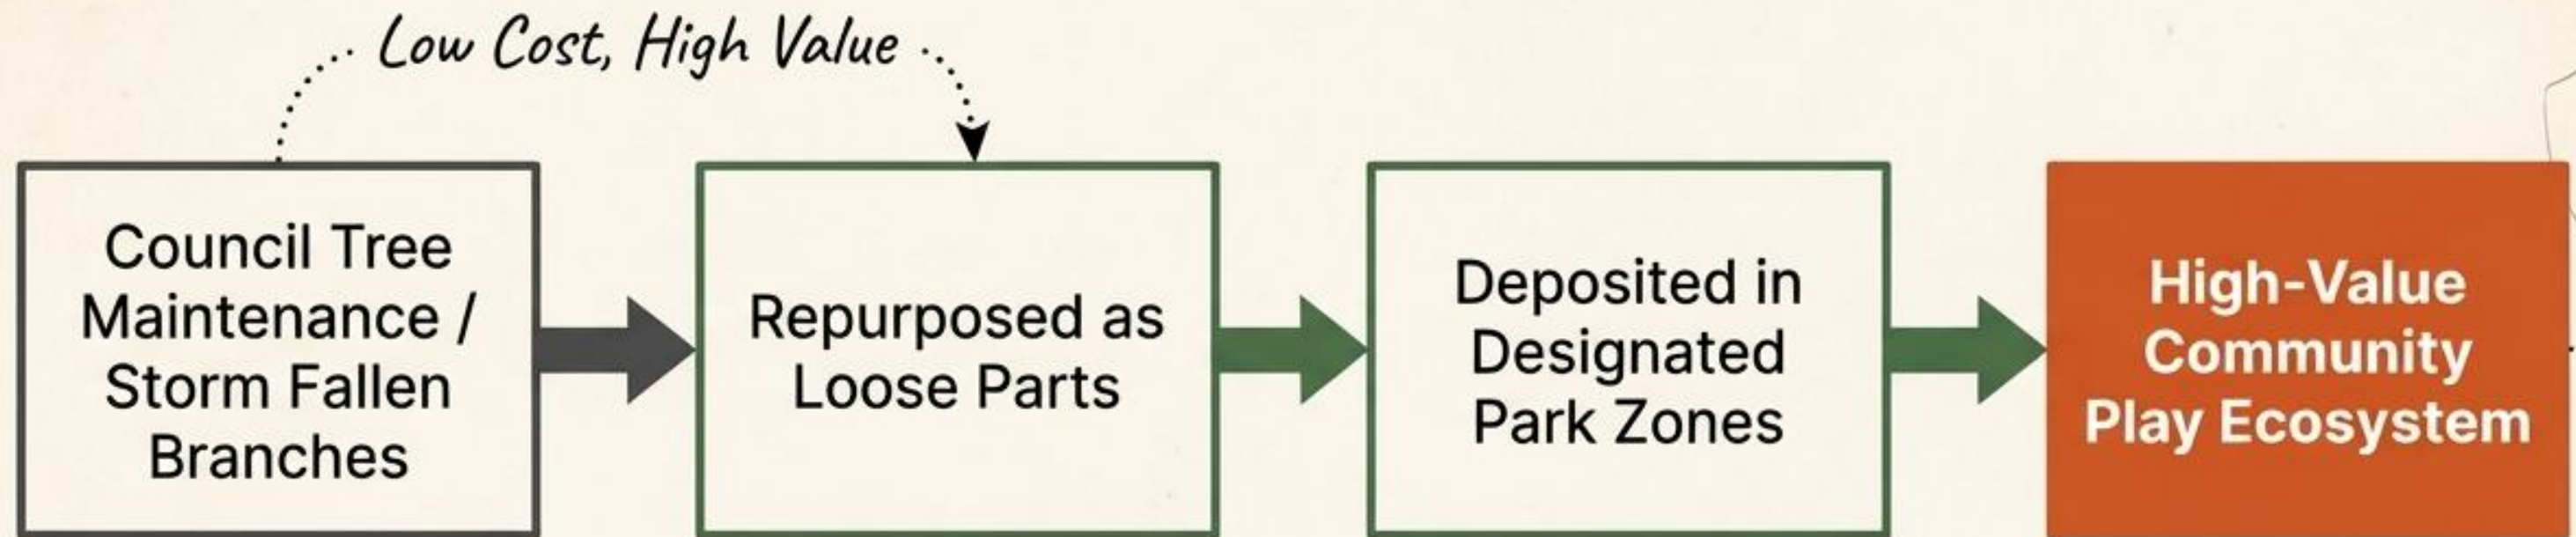 Low Cost, High Value
Council Tree
Maintenance /
Storm Fallen
Branches
Repurposed as
Loose Parts
Deposited in
Designated
Park Zones
High-Value
Community
Play Ecosystem